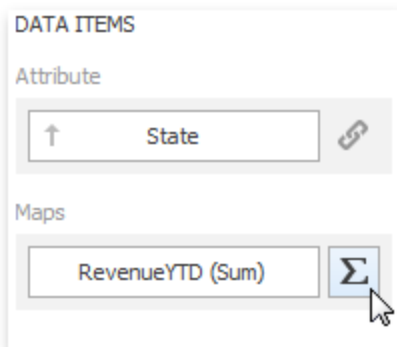 DATA ITEMS
Attribute
↑ State
Maps
RevenueYTD (Sum) Σ